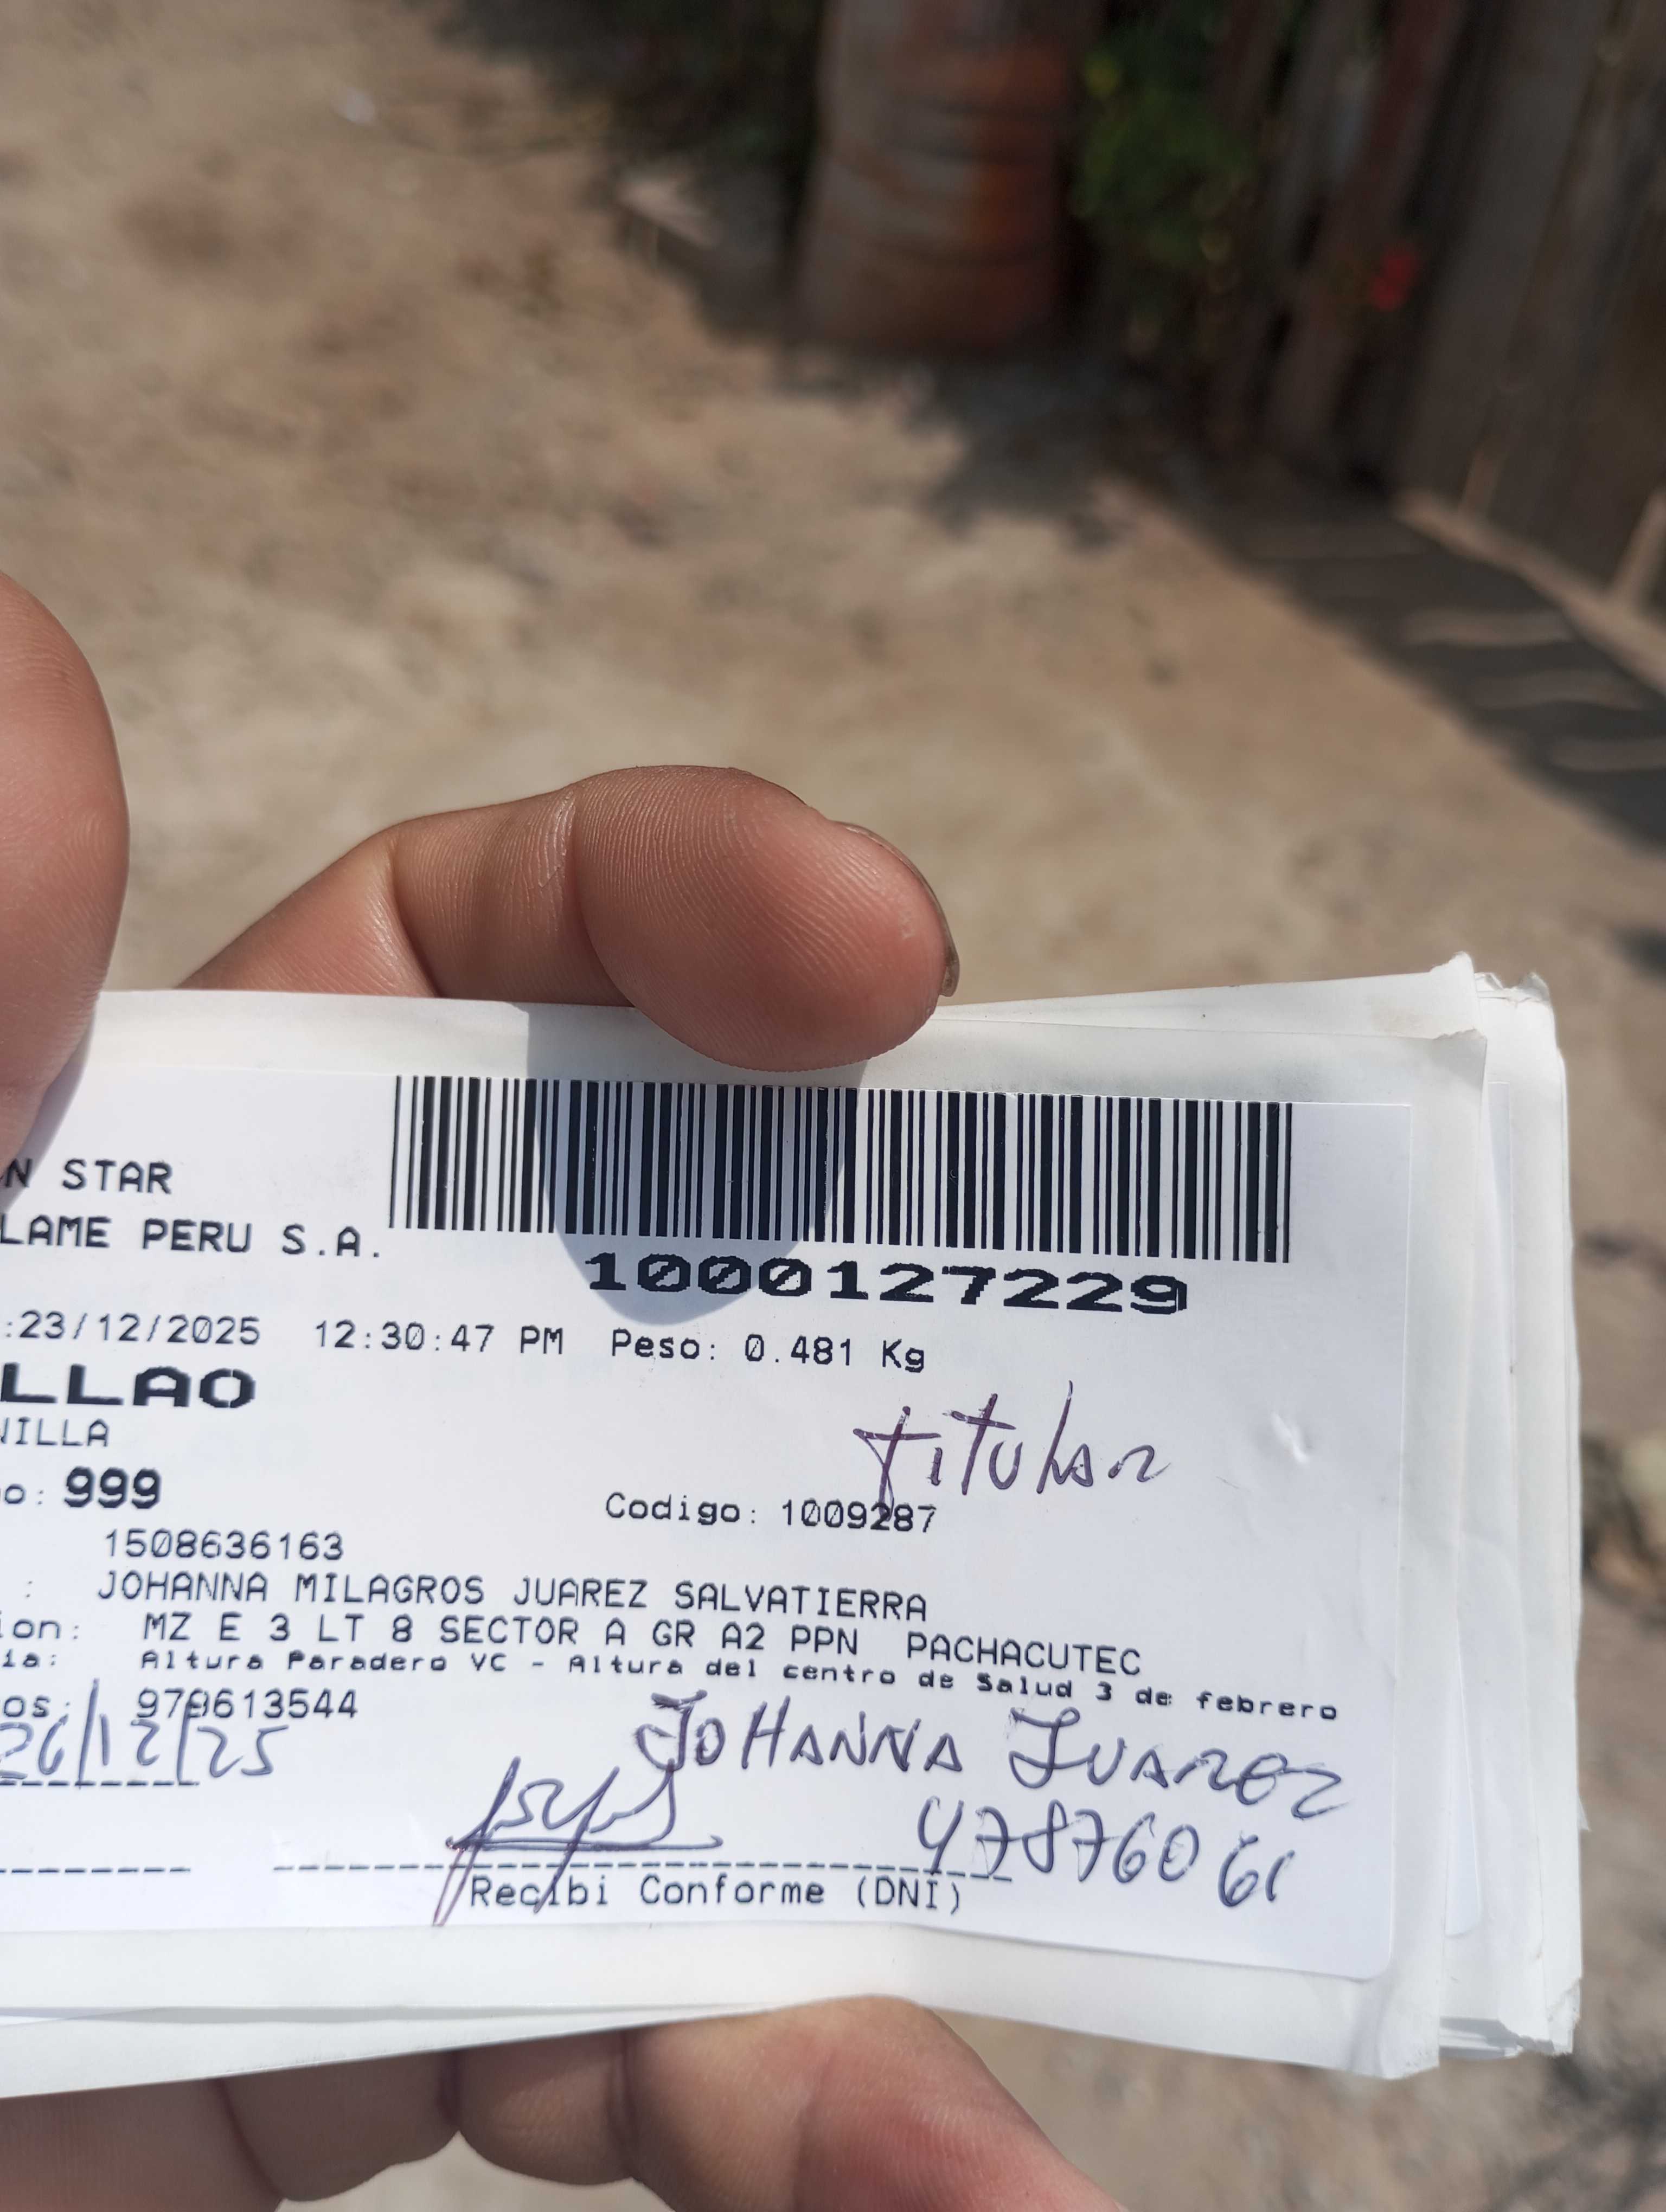 N STAR
LAME PERU S.A.
1000127229
:23/12/2025 12:30:47 PM Peso: 0.481 Kg
LLAO
NILLA
titular
o: 999
Codigo: 1009287
1508636163
: JOHANNA MILAGROS JUAREZ SALVATIERRA
ion: MZ E 3 LT 8 SECTOR A GR A2 PPN PACHACUTEC
ia: Altura Paradero VC - Altura del centro de Salud 3 de febrero
os: 979613544
26/12/25
JOHANNA JUAREZ
47876061
Recibi Conforme (DNI)